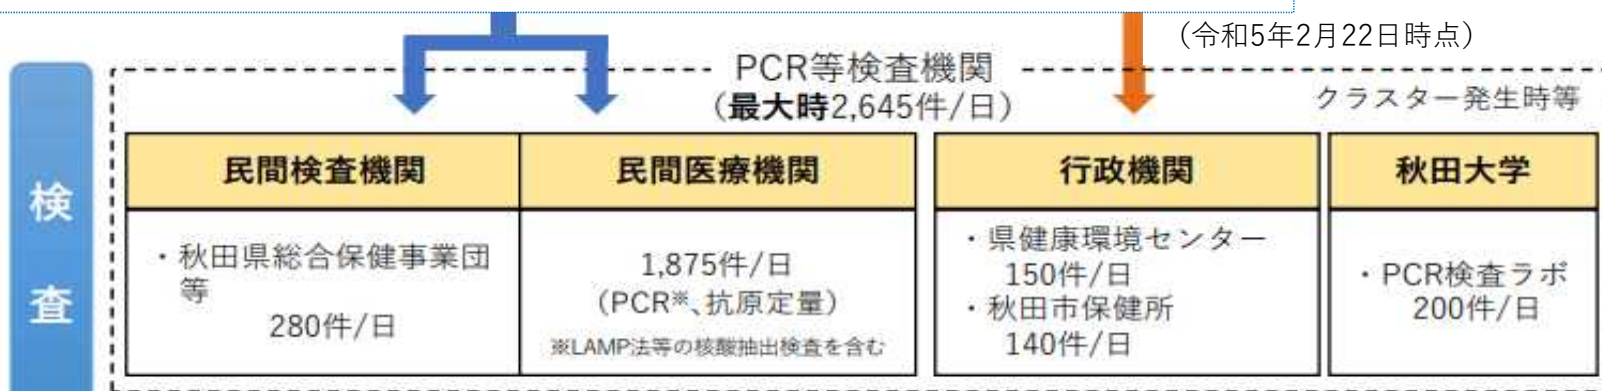 (令和5年2月22日時点)
PCR等検査機関
(最大時2,645件/日)
クラスター発生時等
検査
民間検査機関
・秋田県総合保健事業団
等
280件/日
民間医療機関
1,875件/日
(PCR※、抗原定量)
※LAMP法等の核酸抽出検査を含む
行政機関
・県健康環境センター
150件/日
・秋田市保健所
140件/日
秋田大学
・PCR検査ラボ
200件/日